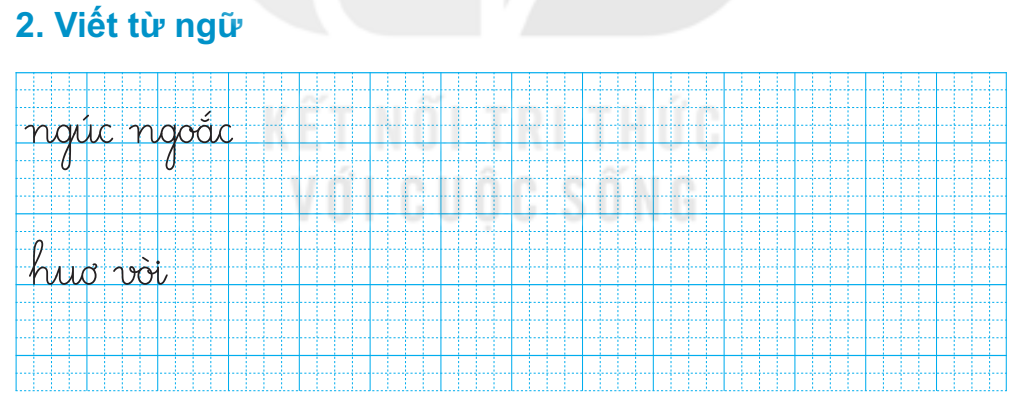 2. Viết từ ngữ
ngúc ngoắc
KẾT NỐI TRI THỨC
VỚI CUỘC SỐNG
huơ vòi